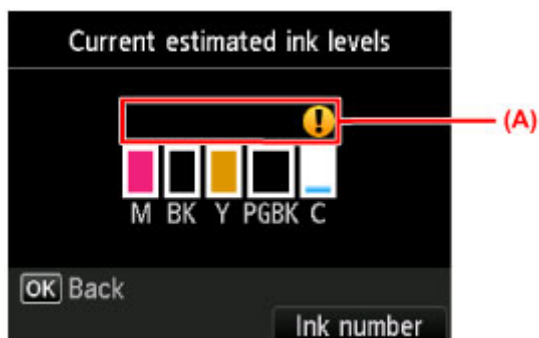 Current estimated ink levels
(A)
M BK Y PGBK C
OK Back
Ink number